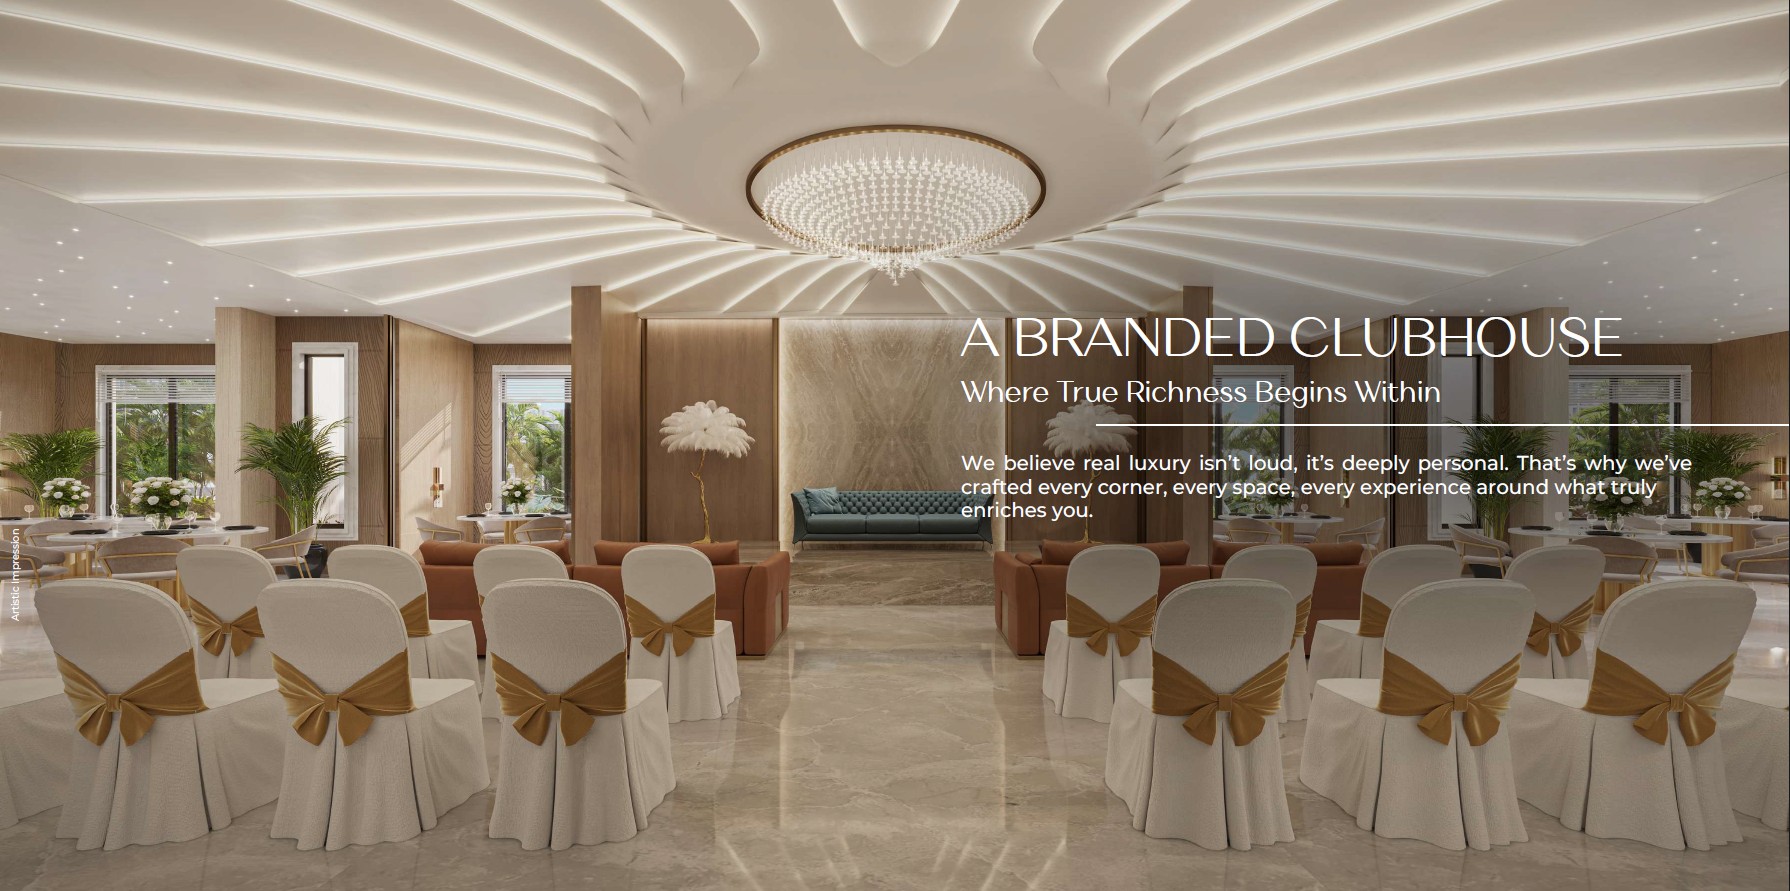 A BRANDED CLUBHOUSE
Where True Richness Begins Within
We believe real luxury isn't loud, it's deeply personal. That's why we've
crafted every corner, every space, every experience around what truly
enriches you.
Artistic Impression